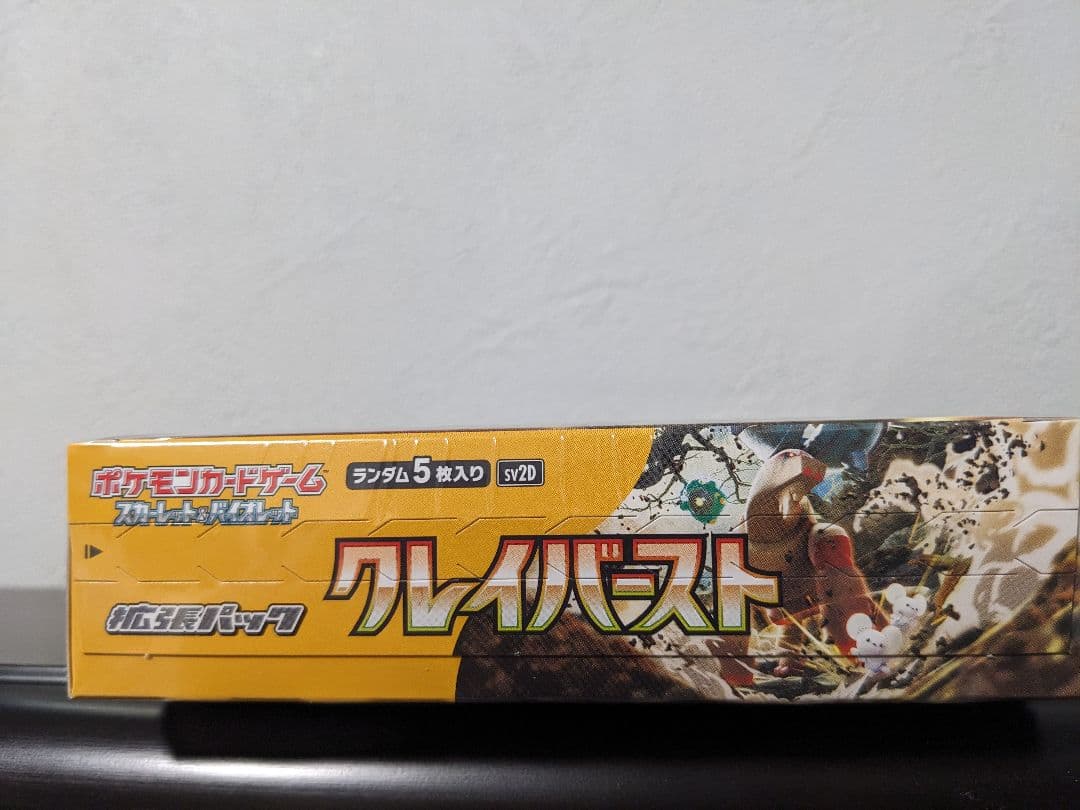 ポケモンカードゲーム
スカーレット&バイオレット
ランダム5枚入り
SV2D
クレイバースト
拡張パック